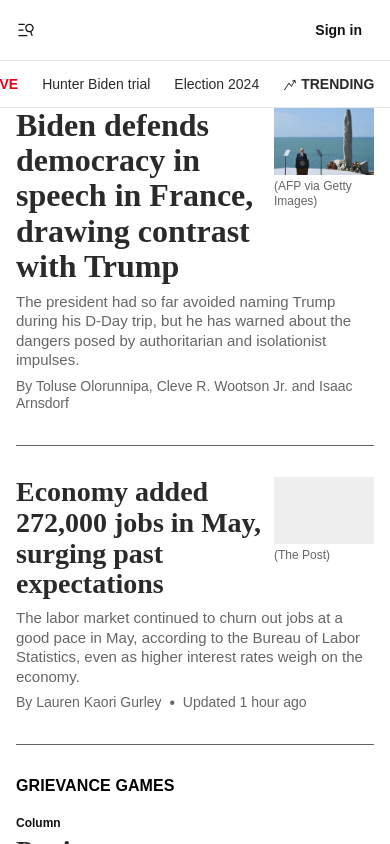 Sign in
VE
Hunter Biden trial
Election 2024
TRENDING
Biden defends
democracy in
speech in France,
drawing contrast
with Trump
(AFP via Getty
Images)
The president had so far avoided naming Trump
during his D-Day trip, but he has warned about the
dangers posed by authoritarian and isolationist
impulses.
By Toluse Olorunnipa, Cleve R. Wootson Jr. and Isaac
Arnsdorf
Economy added
272,000 jobs in May,
surging past
expectations
(The Post)
The labor market continued to churn out jobs at a
good pace in May, according to the Bureau of Labor
Statistics, even as higher interest rates weigh on the
economy.
By Lauren Kaori Gurley • Updated 1 hour ago
GRIEVANCE GAMES
Column